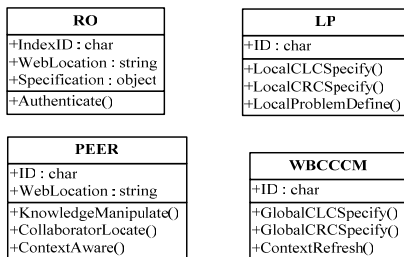 RO
+IndexID : char
+WebLocation : string
+Specification : object
+Authenticate()
LP
+ID : char
+LocalCLCSpecify()
+LocalCRCSpecify()
+LocalProblemDefine()
PEER
+ID : char
+WebLocation : string
+KnowledgeManipulate()
+CollaboratorLocate()
+ContextAware()
WBCCCM
+ID : char
+GlobalCLCSpecify()
+GlobalCRCSpecify()
+ContextRefresh()